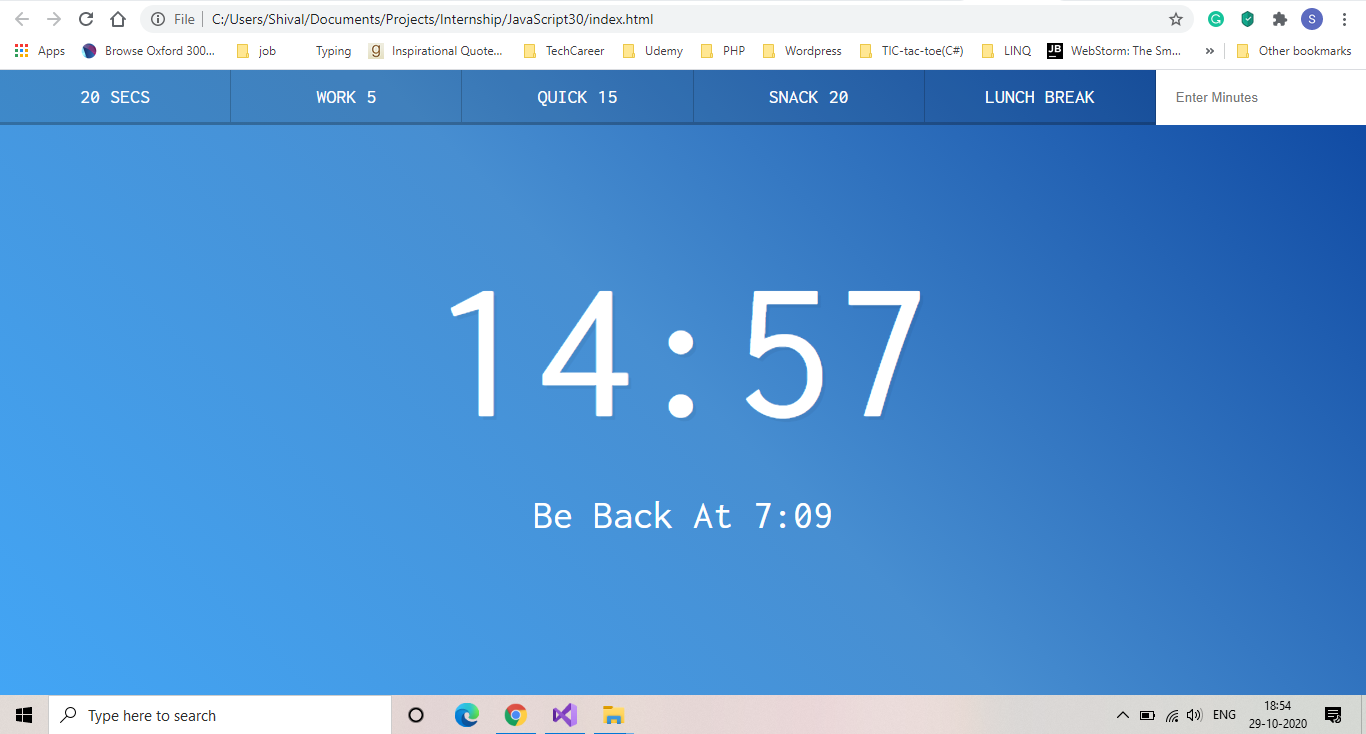 File C:/Users/Shival/Documents/Projects/Internship/JavaScript30/index.html S
Apps Browse Oxford 300... job Typing g Inspirational Quote... TechCareer Udemy PHP Wordpress TIC-tac-toe(C#) LINQ JB WebStorm: The Sm... » Other bookmarks
20 SECS WORK 5 QUICK 15 SNACK 20 LUNCH BREAK Enter Minutes
14:57
Be Back At 7:09
Type here to search ENG 18:54
29-10-2020